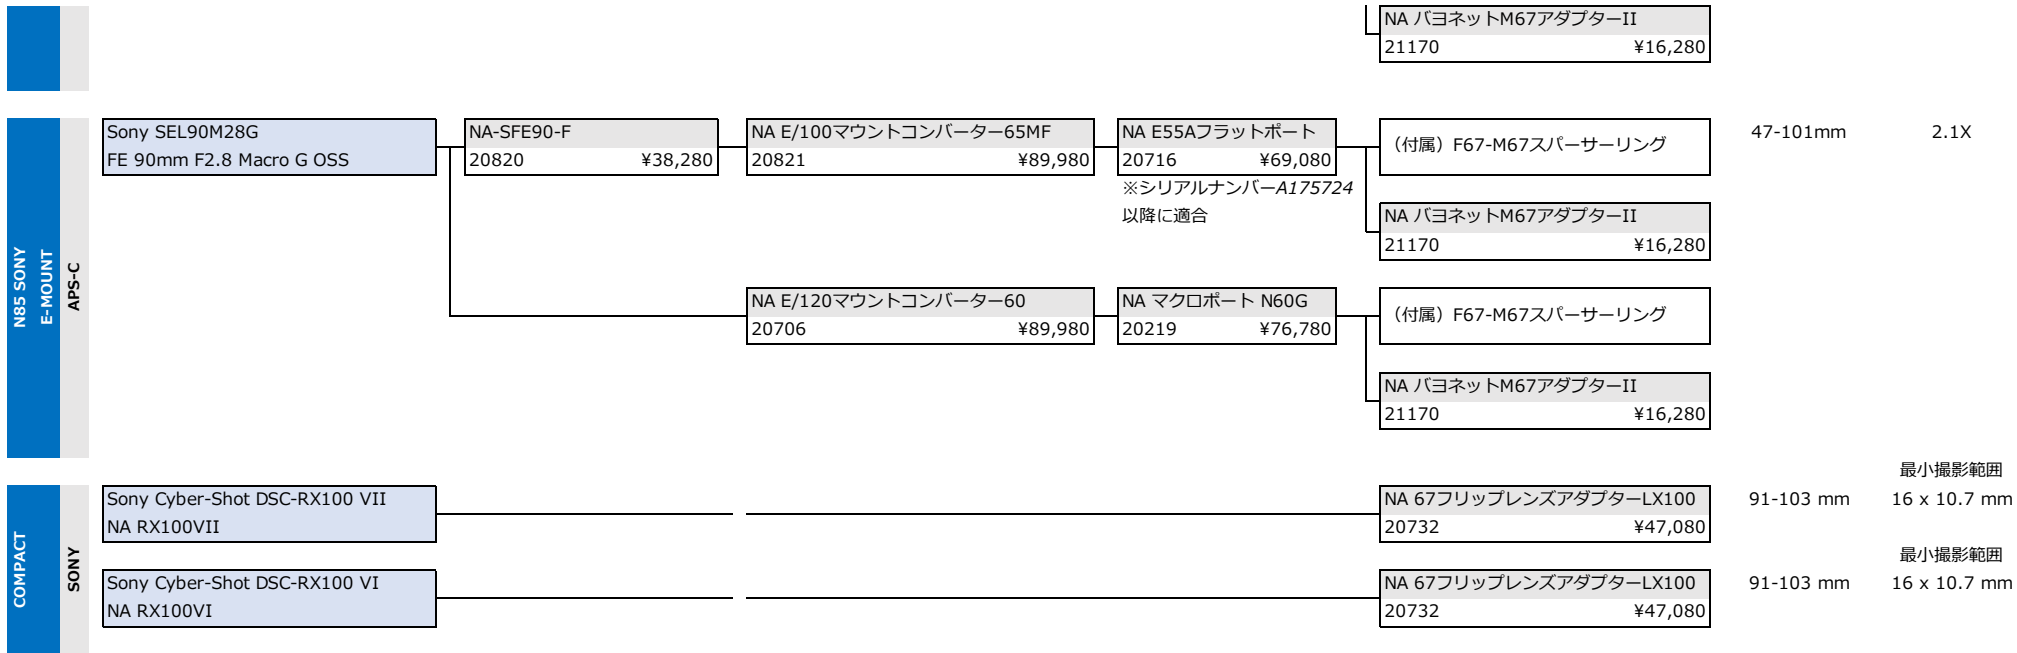 NA バヨネットM67アダプターII
21170 ¥16,280
N85 SONY
E-MOUNT
APS-C
Sony SEL90M28G
FE 90mm F2.8 Macro G OSS
NA-SFE90-F
20820 ¥38,280
NA E/100マウントコンバーター65MF
20821 ¥89,980
NA E55Aフラットポート
20716 ¥69,080
※シリアルナンバーA175724
以降に適合
（付属）F67-M67スパーサーリング
47-101mm 2.1X
NA バヨネットM67アダプターII
21170 ¥16,280
NA E/120マウントコンバーター60
20706 ¥89,980
NA マクロポート N60G
20219 ¥76,780
（付属）F67-M67スパーサーリング
NA バヨネットM67アダプターII
21170 ¥16,280
COMPACT
SONY
Sony Cyber-Shot DSC-RX100 VII
NA RX100VII
NA 67フリップレンズアダプターLX100
20732 ¥47,080
最小撮影範囲
91-103 mm 16 x 10.7 mm
Sony Cyber-Shot DSC-RX100 VI
NA RX100VI
NA 67フリップレンズアダプターLX100
20732 ¥47,080
最小撮影範囲
91-103 mm 16 x 10.7 mm